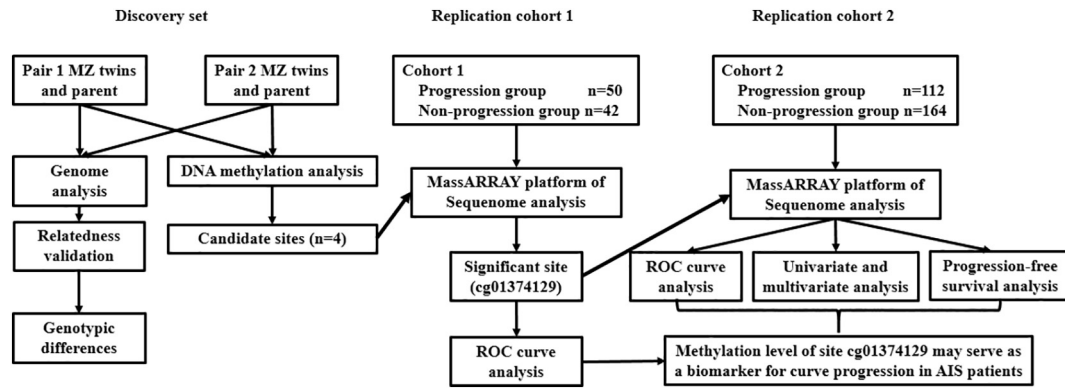 Discovery set
Pair 1 MZ twins
and parent
Pair 2 MZ twins
and parent
Genome
analysis
DNA methylation analysis
Relatedness
validation
Candidate sites (n=4)
Genotypic
differences
Replication cohort 1
Cohort 1
Progression group n=50
Non-progression group n=42
MassARRAY platform of
Sequenome analysis
Significant site
(cg01374129)
ROC curve
analysis
Replication cohort 2
Cohort 2
Progression group n=112
Non-progression group n=164
MassARRAY platform of
Sequenome analysis
ROC curve
analysis
Univariate and
multivariate analysis
Progression-free
survival analysis
Methylation level of site cg01374129 may serve as
a biomarker for curve progression in AIS patients